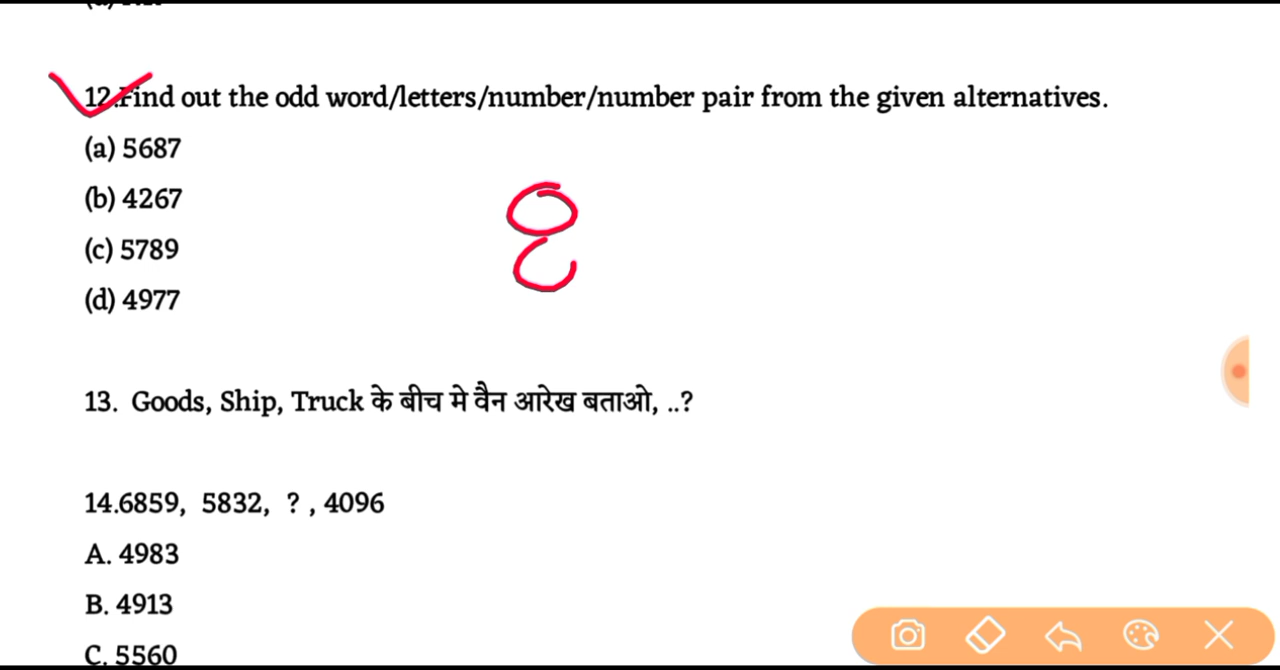 12.Find out the odd word/letters/number/number pair from the given alternatives.
(a) 5687
(b) 4267
(c) 5789
(d) 4977
8
13. Goods, Ship, Truck के बीच मे वैन आरेख बताओ, ..?
14.6859, 5832, ? , 4096
A. 4983
B. 4913
C. 5560